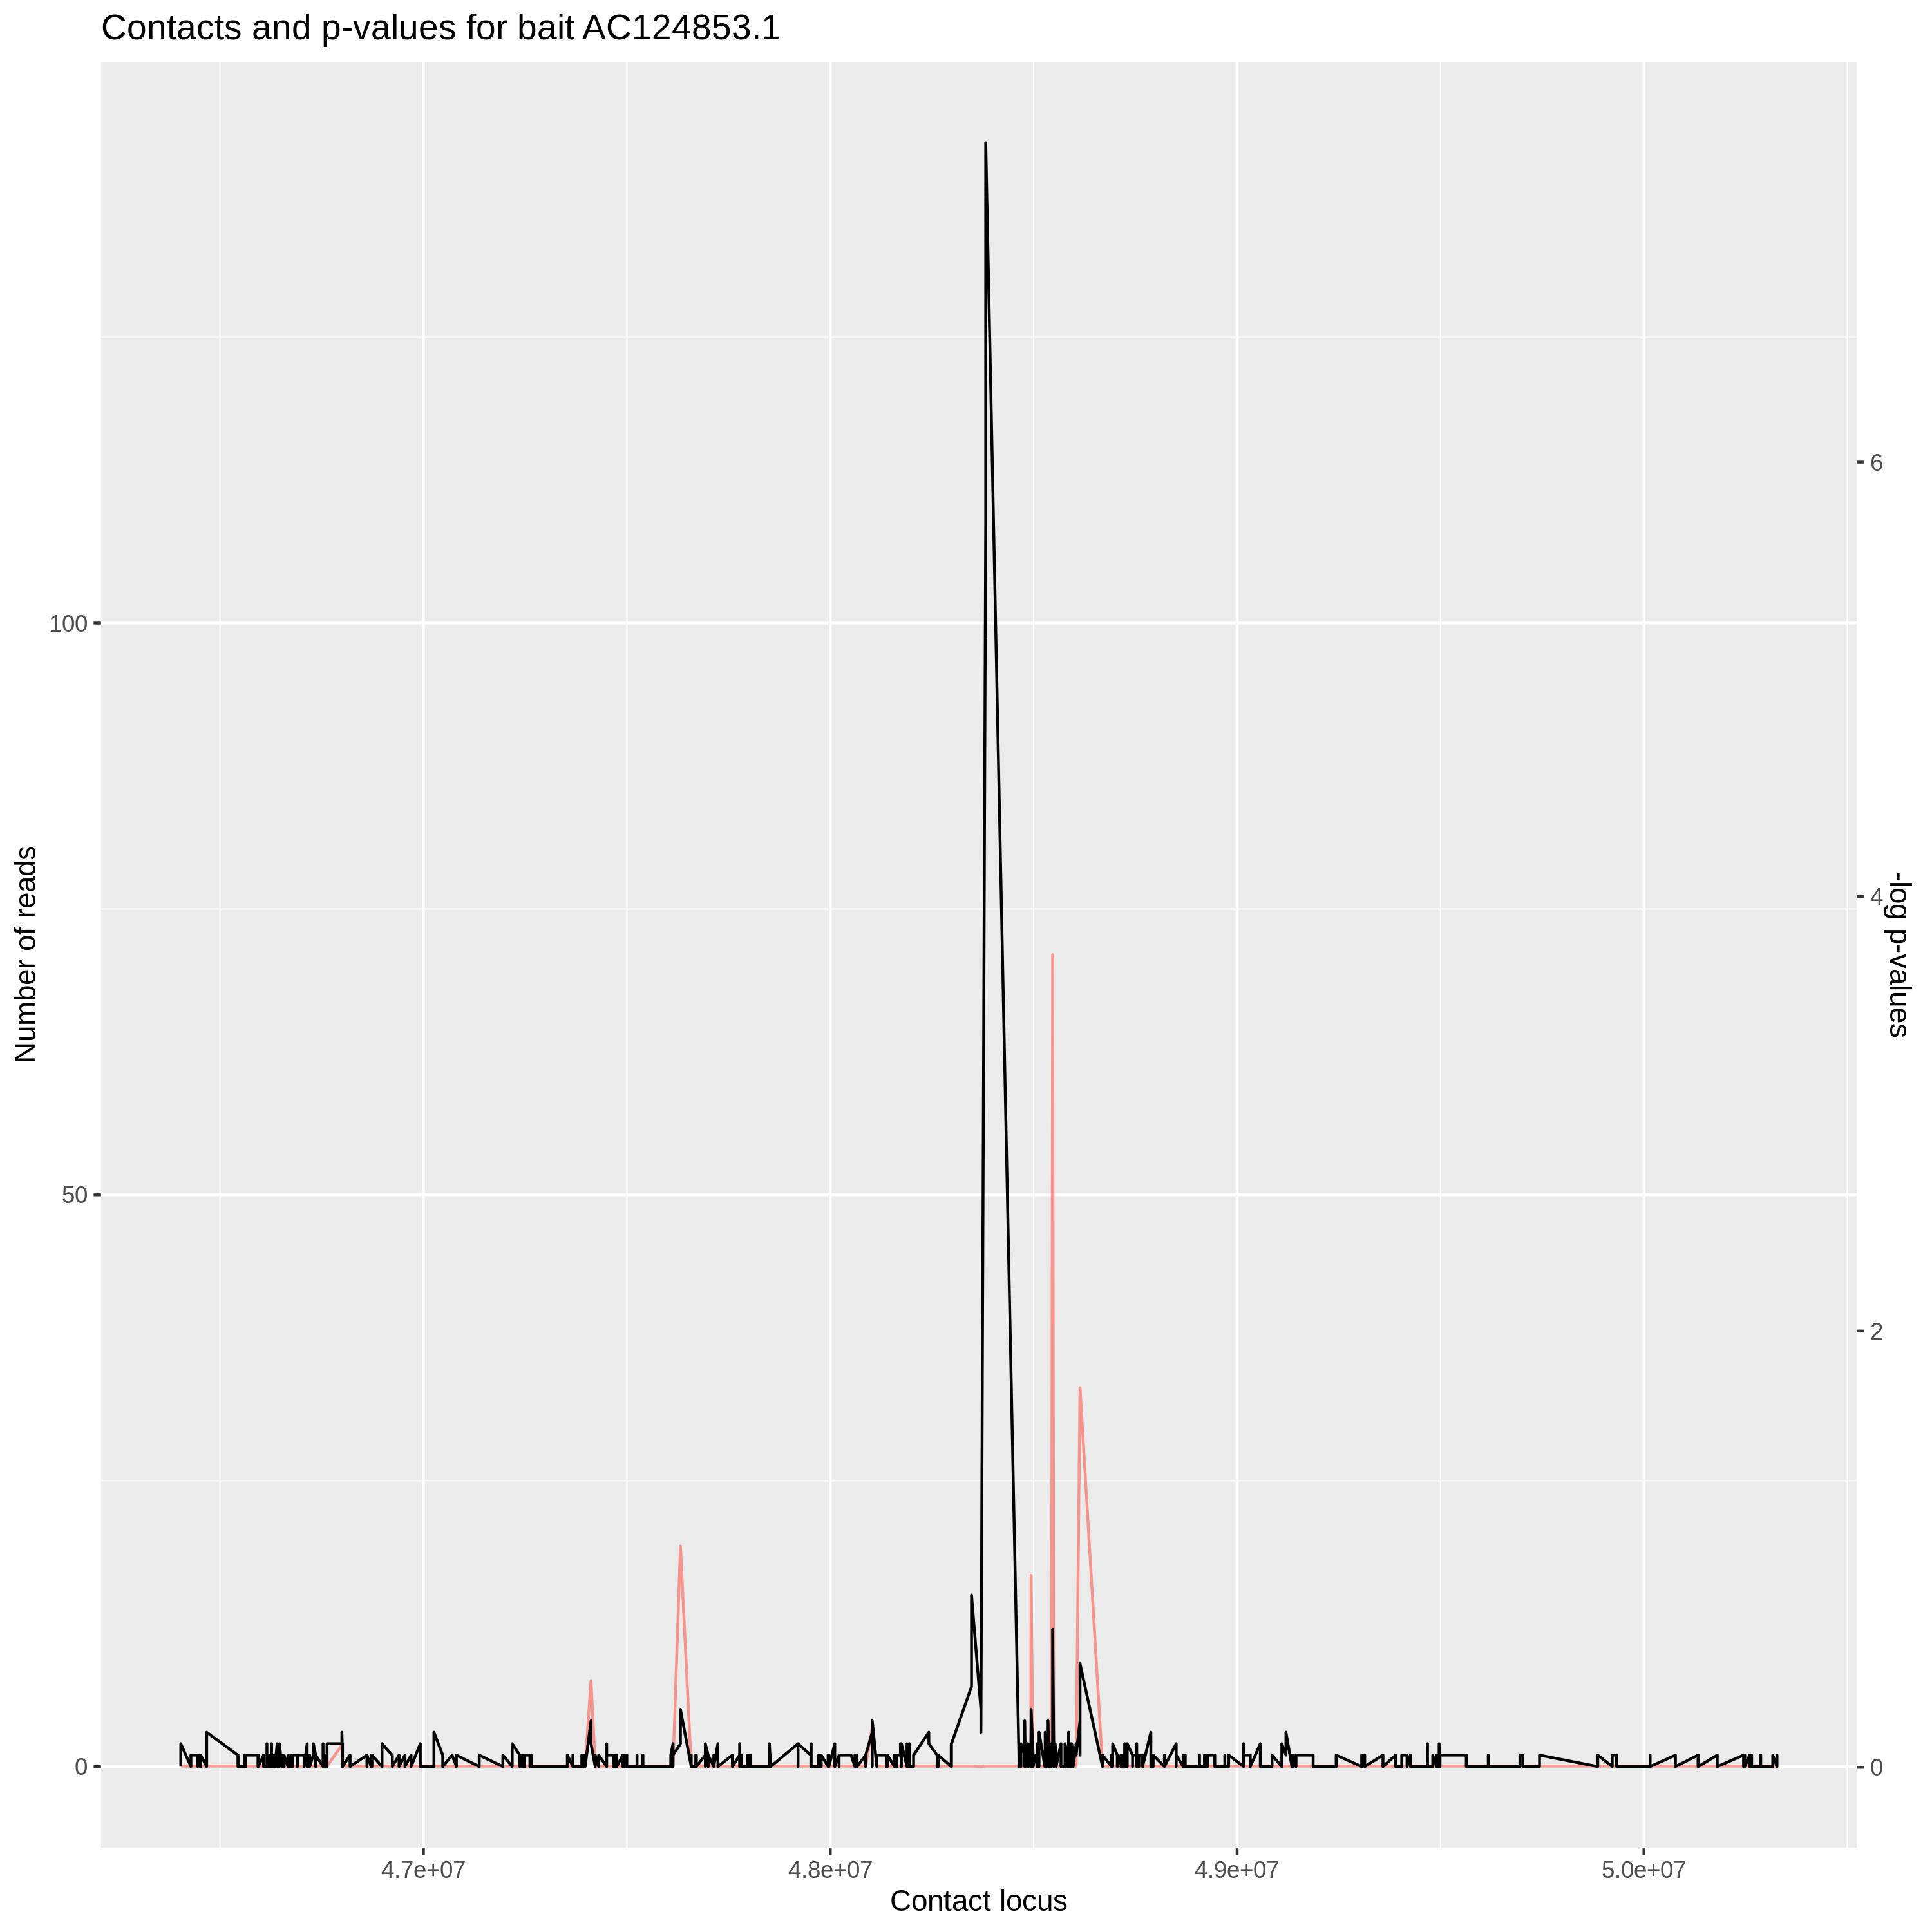 Contacts and p-values for bait AC124853.1
100
50
0
Number of reads
6
4
2
0
-log p-values
4.7e+07
4.8e+07
4.9e+07
5.0e+07
Contact locus